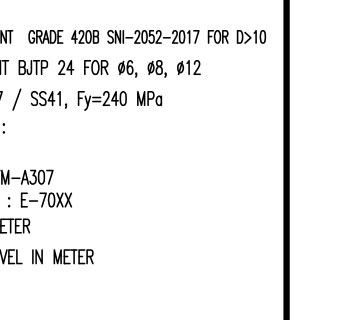 NT GRADE 420B SNI-2052-2017 FOR D>10
IT BJTP 24 FOR ø6, ø8, ø12
7 / SS41, Fy=240 MPa
:
M-A307
: E-70XX
ETER
VEL IN METER